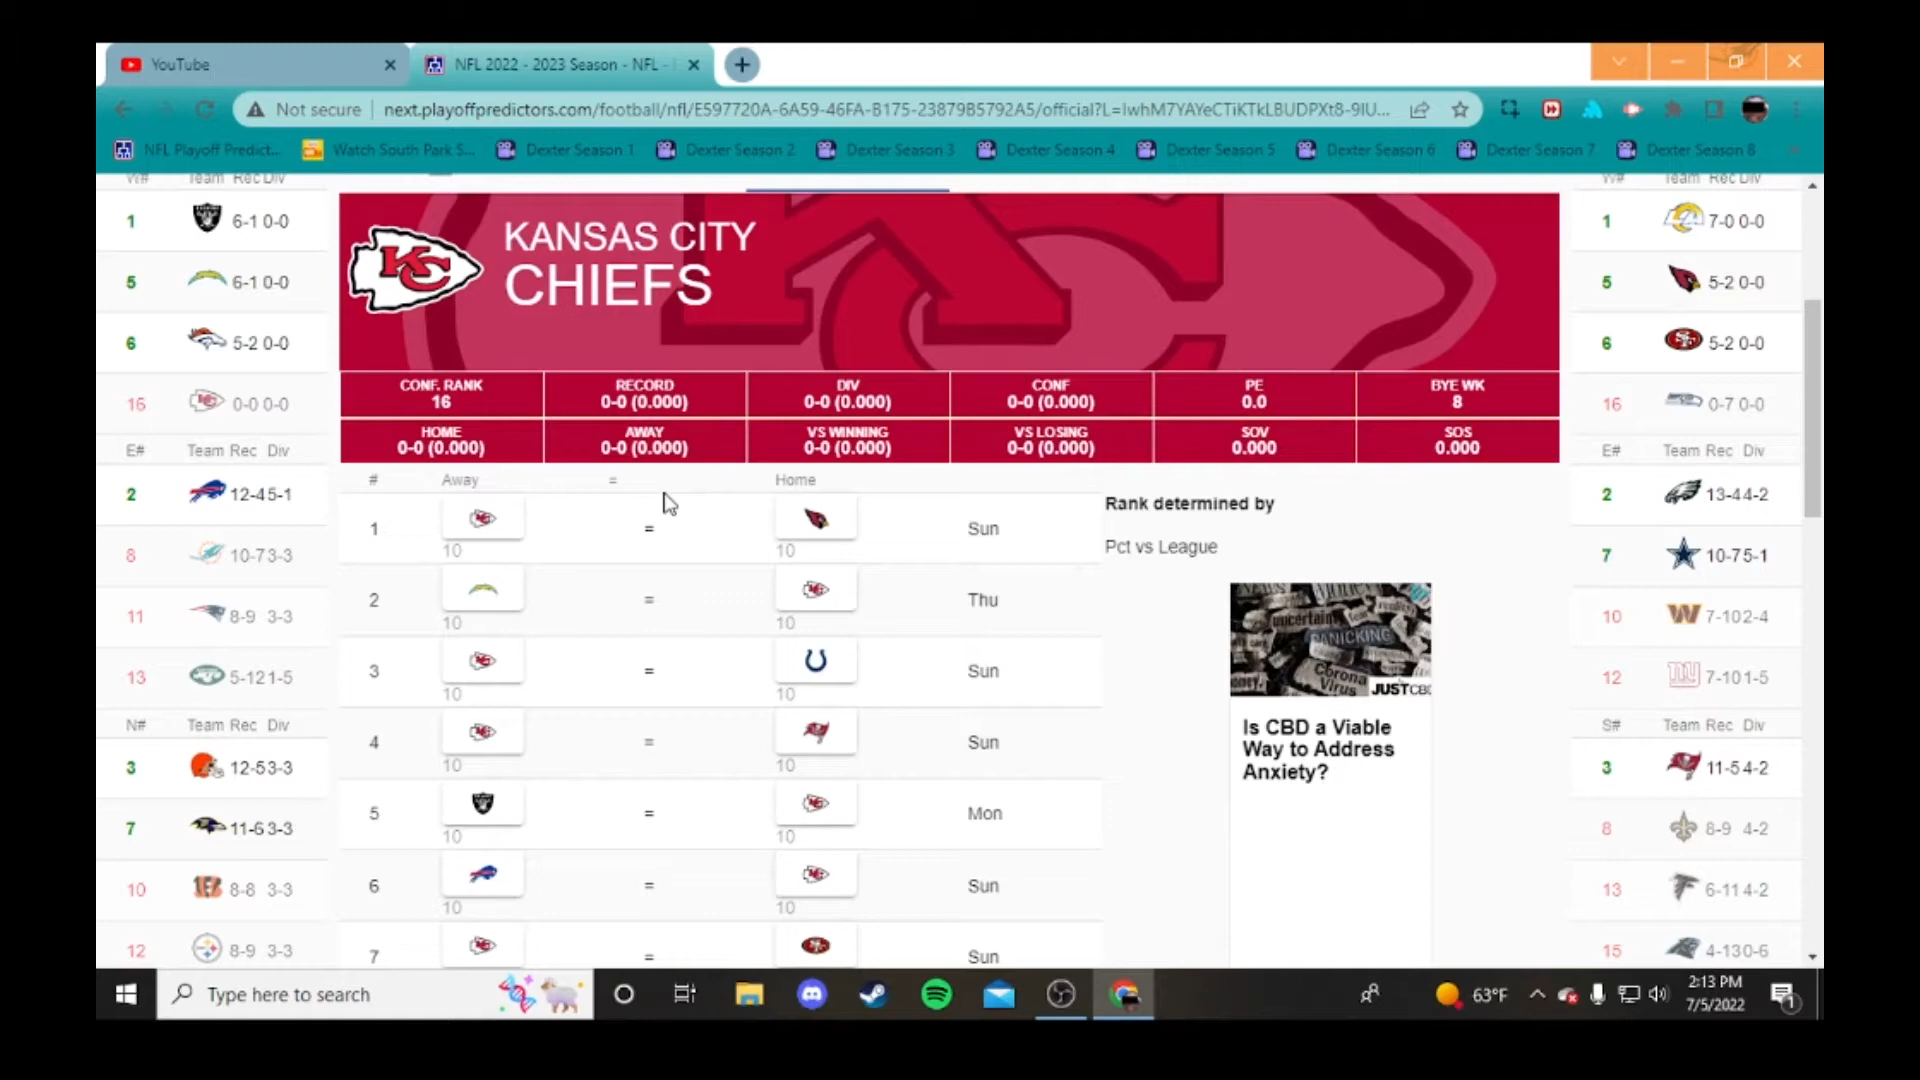 YouTube
NFL 2022 - 2023 Season - NFL -
Not secure next.playoffpredictors.com/football/nfl/E597720A-6A59-46FA-B175-23879B5792A5/official?L=IwhM7YAYeCTiKTkLBUDPXt8-9IU...
NFL Playoff Predict... Watch South Park S... Dexter Season 1 Dexter Season 2 Dexter Season 3 Dexter Season 4 Dexter Season 5 Dexter Season 6 Dexter Season 7 Dexter Season 8
W# Team Rec Div
1 6-1 0-0
5 6-1 0-0
6 5-2 0-0
16 0-0 0-0
E# Team Rec Div
2 12-4 5-1
8 10-7 3-3
11 8-9 3-3
13 5-12 1-5
N# Team Rec Div
3 12-5 3-3
7 11-6 3-3
10 8-8 3-3
12 8-9 3-3
KC
KANSAS CITY
CHIEFS
CONF. RANK RECORD DIV CONF PE BYE WK
16 0-0 (0.000) 0-0 (0.000) 0-0 (0.000) 0.0 8
HOME AWAY VS WINNING VS LOSING SOV SOS
0-0 (0.000) 0-0 (0.000) 0-0 (0.000) 0-0 (0.000) 0.000 0.000
# Away = Home
1 = Sun
10 10
2 = Thu
10 10
3 = Sun
10 10
4 = Sun
10 10
5 = Mon
10 10
6 = Sun
10 10
7 = Sun
Rank determined by
Pct vs League
uncertain
PANICKING
Corona
Virus
JUSTCB
Is CBD a Viable
Way to Address
Anxiety?
W# Team Rec Div
1 7-0 0-0
5 5-2 0-0
6 5-2 0-0
16 0-7 0-0
E# Team Rec Div
2 13-4 4-2
7 10-7 5-1
10 7-10 2-4
12 7-10 1-5
S# Team Rec Div
3 11-5 4-2
8 8-9 4-2
13 6-11 4-2
15 4-13 0-6
Type here to search
63°F
2:13 PM
7/5/2022
1